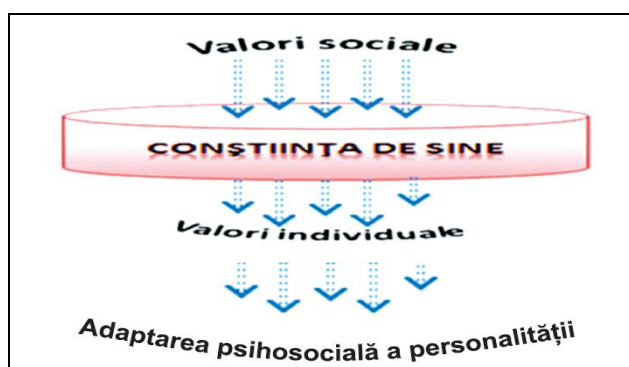 Valori sociale
CONŞTIINŢA DE SINE
Valori individuale
Adaptarea psihosocială a personalității